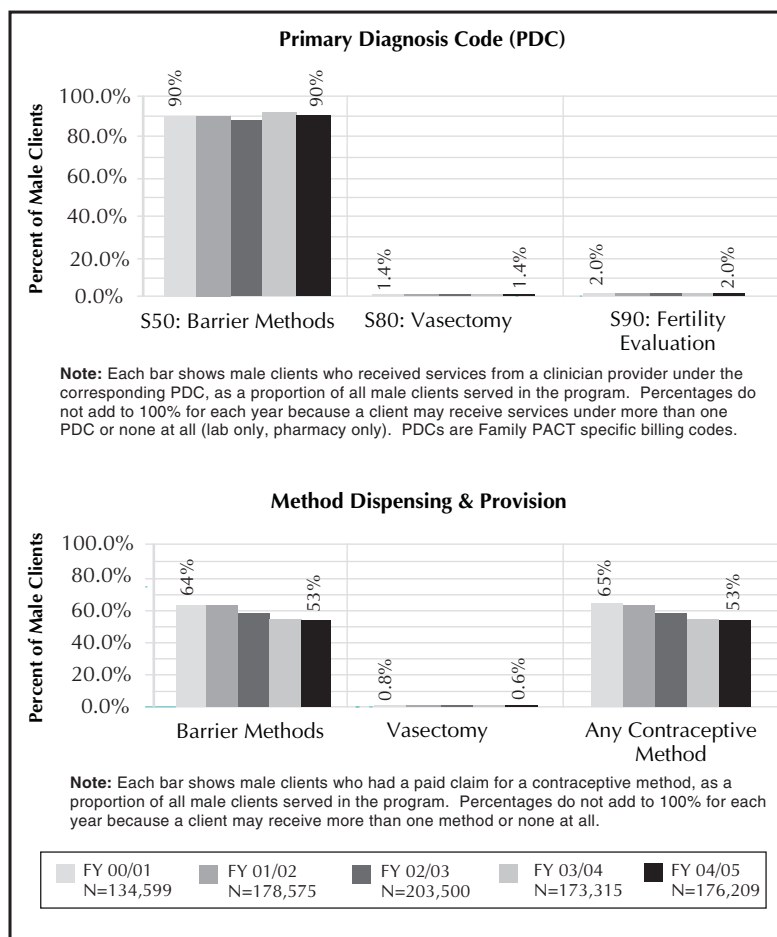 Primary Diagnosis Code (PDC)
Percent of Male Clients
100.0%
80.0%
60.0%
40.0%
20.0%
0.0%
90%
90%
1.4%
1.4%
2.0%
2.0%
S50: Barrier Methods
S80: Vasectomy
S90: Fertility
Evaluation
Note: Each bar shows male clients who received services from a clinician provider under the
corresponding PDC, as a proportion of all male clients served in the program. Percentages do
not add to 100% for each year because a client may receive services under more than one
PDC or none at all (lab only, pharmacy only). PDCs are Family PACT specific billing codes.
Method Dispensing & Provision
Percent of Male Clients
100.0%
80.0%
60.0%
40.0%
20.0%
0.0%
64%
53%
0.8%
0.6%
65%
53%
Barrier Methods
Vasectomy
Any Contraceptive
Method
Note: Each bar shows male clients who had a paid claim for a contraceptive method, as a
proportion of all male clients served in the program. Percentages do not add to 100% for each
year because a client may receive more than one method or none at all.
FY 00/01
N=134,599
FY 01/02
N=178,575
FY 02/03
N=203,500
FY 03/04
N=173,315
FY 04/05
N=176,209